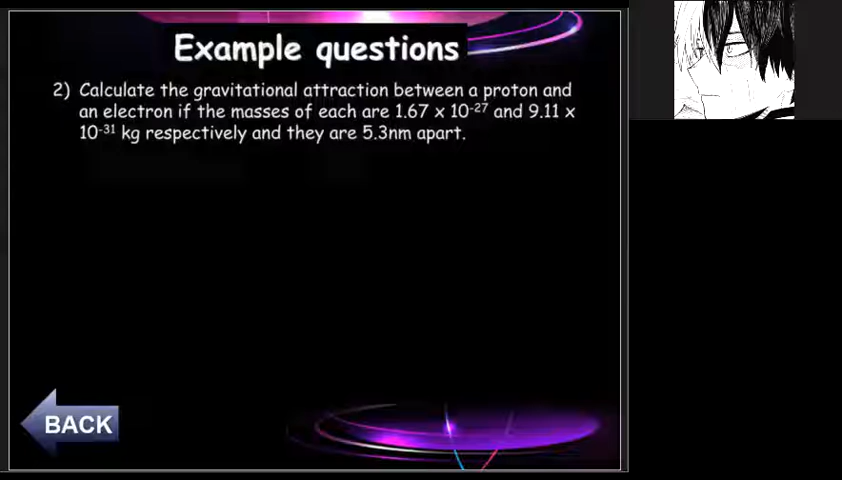 Example questions
2) Calculate the gravitational attraction between a proton and
an electron if the masses of each are 1.67 x 10⁻²⁷ and 9.11 x
10⁻³¹ kg respectively and they are 5.3nm apart.
BACK